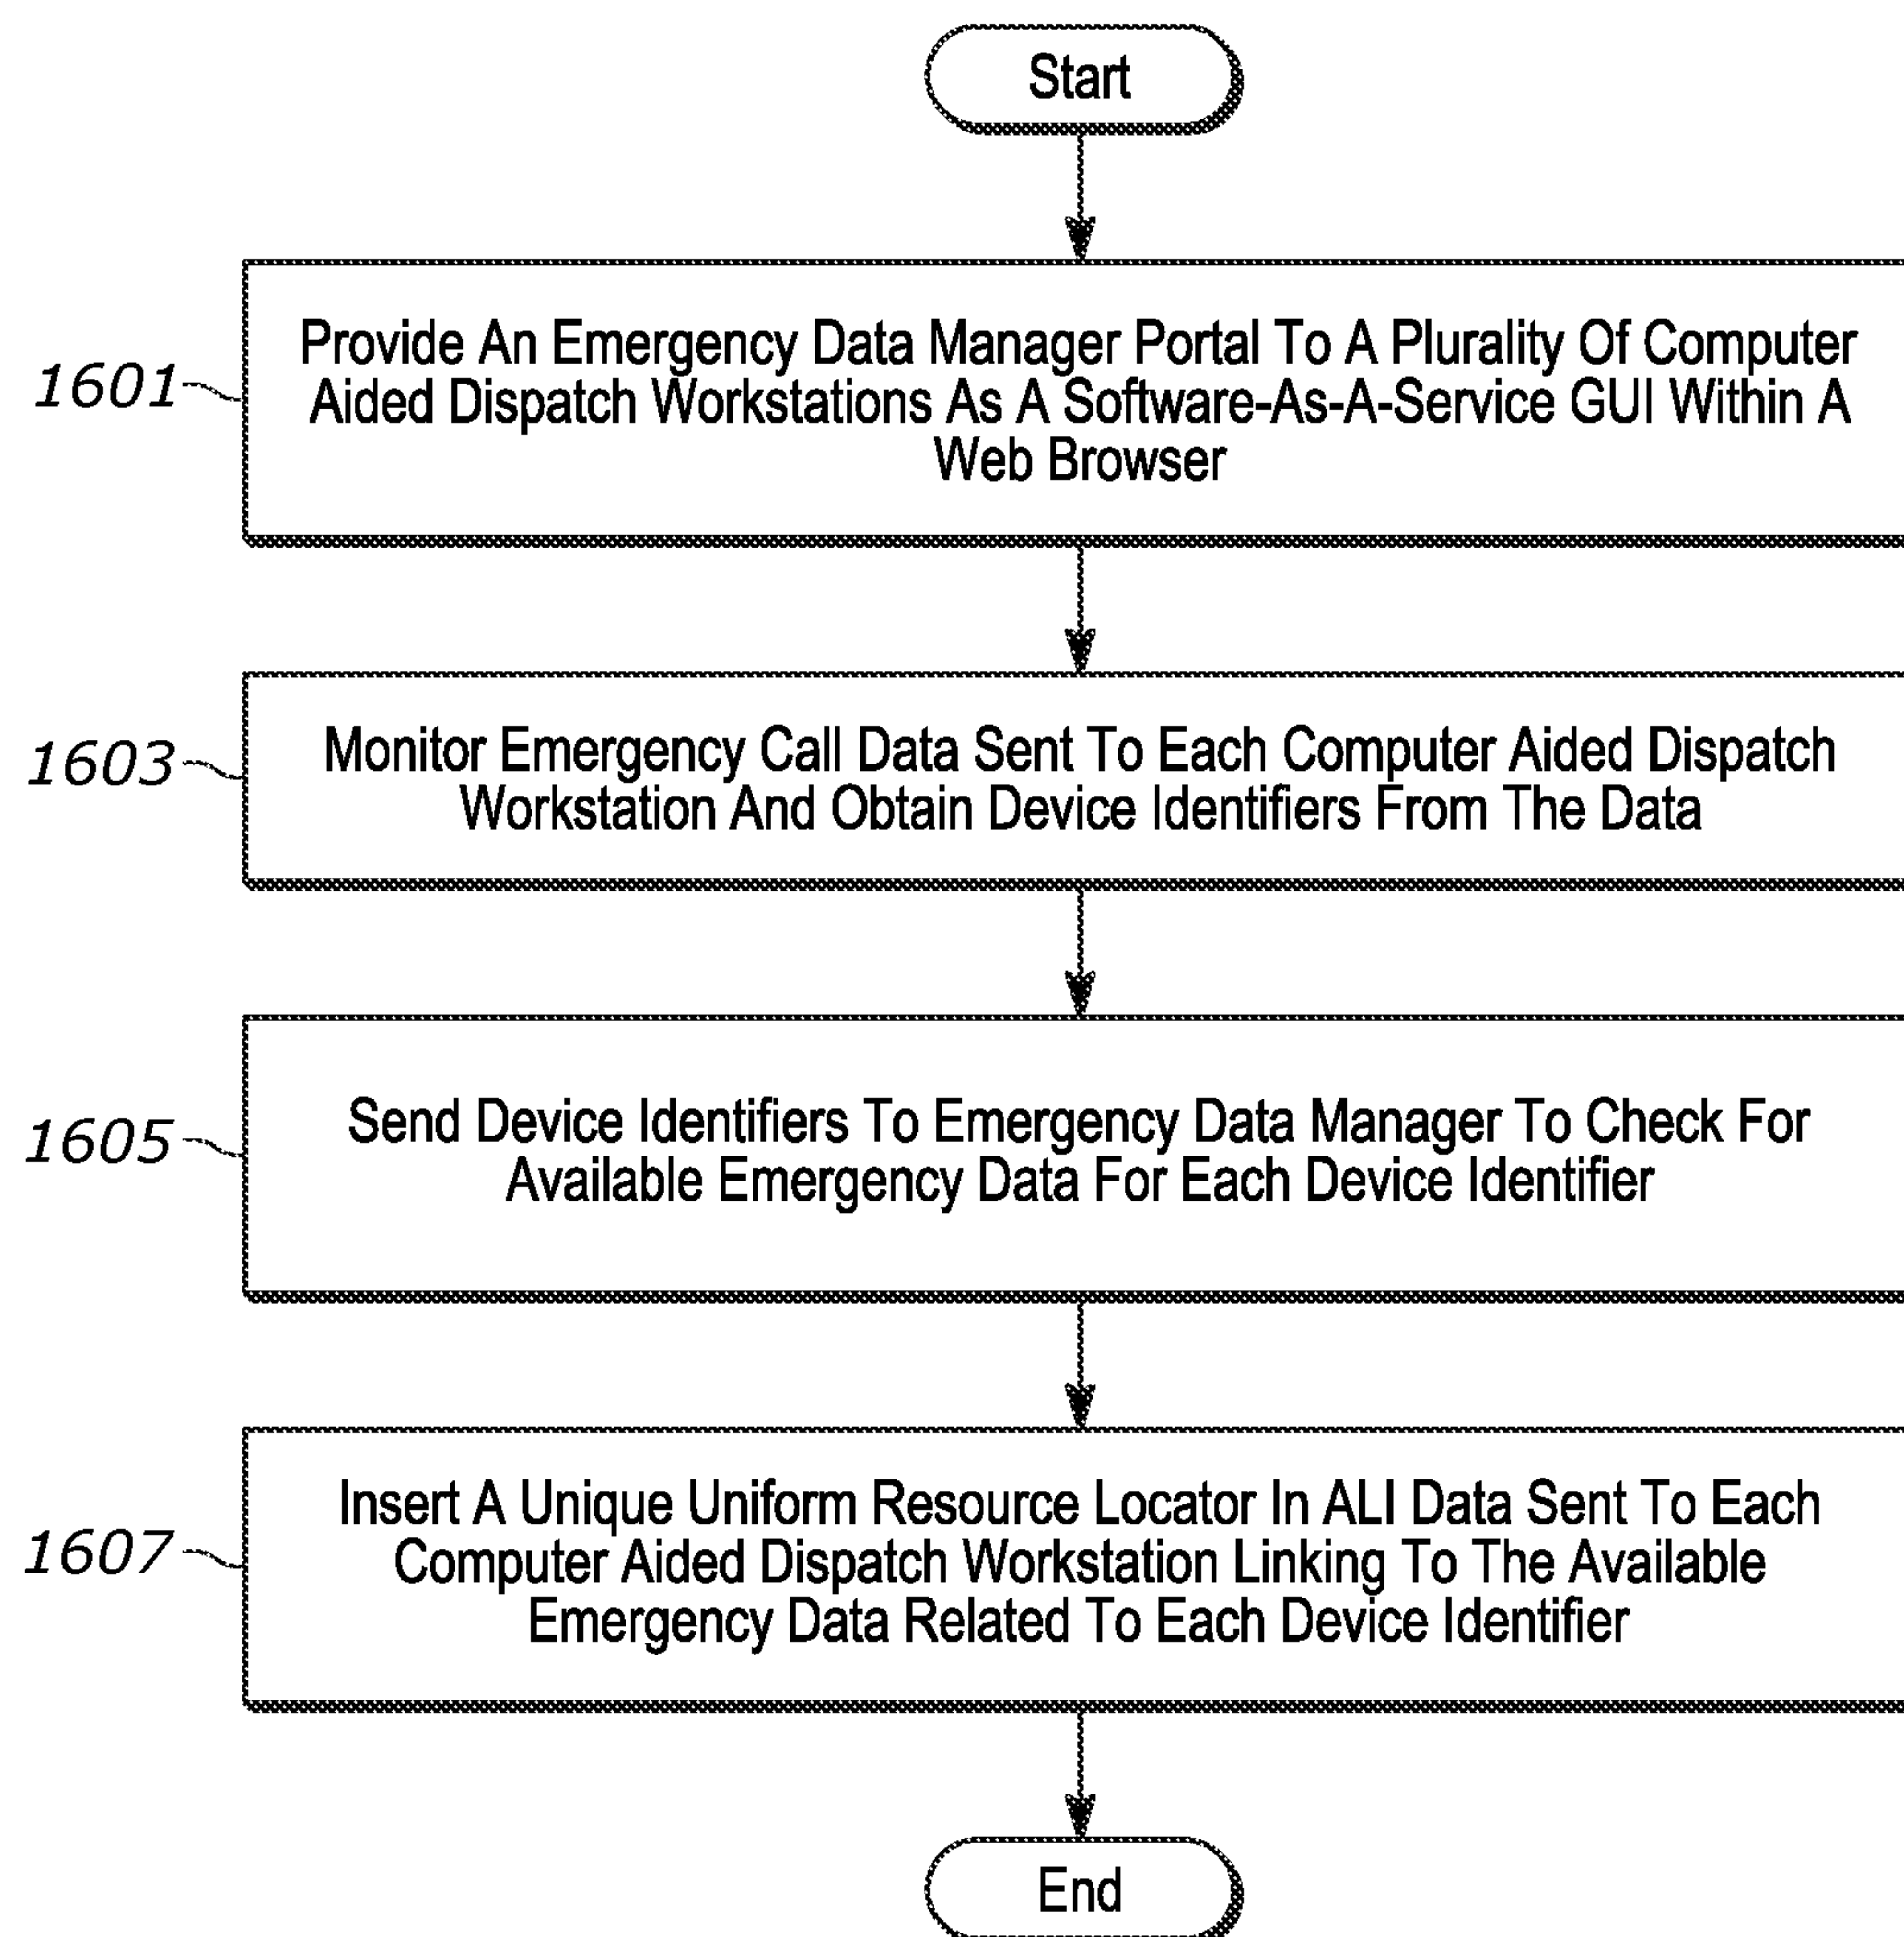 Start
Provide An Emergency Data Manager Portal To A Plurality Of Computer
Aided Dispatch Workstations As A Software-As-A-Service GUI Within A
Web Browser
1601
Monitor Emergency Call Data Sent To Each Computer Aided Dispatch
Workstation And Obtain Device Identifiers From The Data
1603
Send Device Identifiers To Emergency Data Manager To Check For
Available Emergency Data For Each Device Identifier
1605
Insert A Unique Uniform Resource Locator In ALI Data Sent To Each
Computer Aided Dispatch Workstation Linking To The Available
Emergency Data Related To Each Device Identifier
1607
End